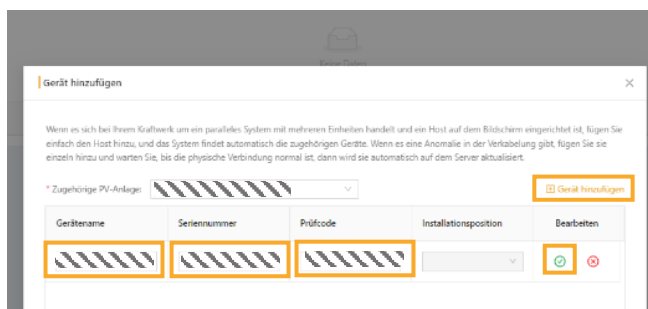 Keine Daten
Gerät hinzufügen
Wenn es sich bei Ihrem Kraftwerk um ein paralleles System mit mehreren Einheiten handelt und ein Host auf dem Bildschirm eingerichtet ist, fügen Sie
einfach den Host hinzu, und das System findet automatisch die zugehörigen Geräte. Wenn es eine Anomalie in der Verkabelung gibt, fügen Sie sie
einzeln hinzu und warten Sie, bis die physische Verbindung normal ist, dann wird sie automatisch auf dem Server aktualisiert.
* Zugehörige PV-Anlage: Gerät hinzufügen
Gerätename Seriennummer Prüfcode Installationsposition Bearbeiten